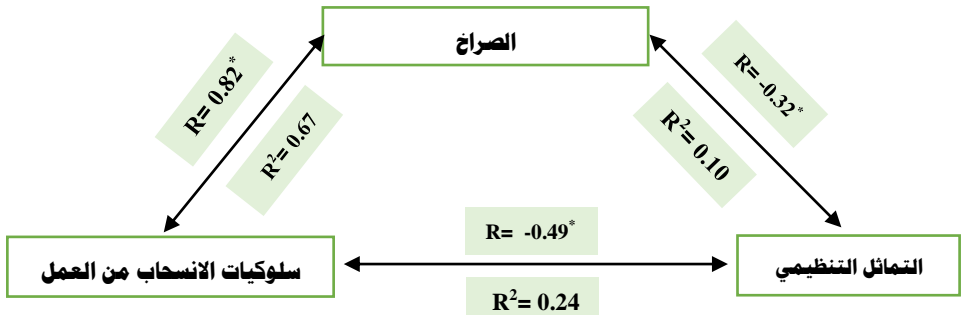 الصراخ
R= 0.82*
R²= 0.67
R= -0.32*
R²= 0.10
R= -0.49*
R²= 0.24
سلوكيات الانسحاب من العمل
التماثل التنظيمي